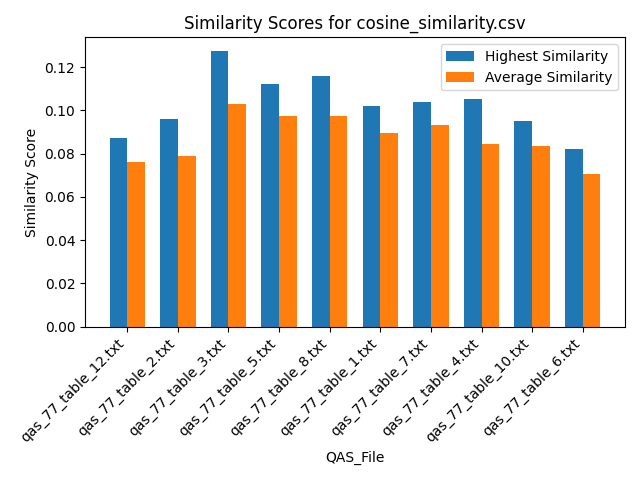 Similarity Scores for cosine_similarity.csv
Highest Similarity
Average Similarity
Similarity Score
0.12
0.10
0.08
0.06
0.04
0.02
0.00
qas_77_table_12.txt
qas_77_table_2.txt
qas_77_table_3.txt
qas_77_table_5.txt
qas_77_table_8.txt
qas_77_table_1.txt
qas_77_table_7.txt
qas_77_table_4.txt
qas_77_table_10.txt
qas_77_table_6.txt
QAS_File